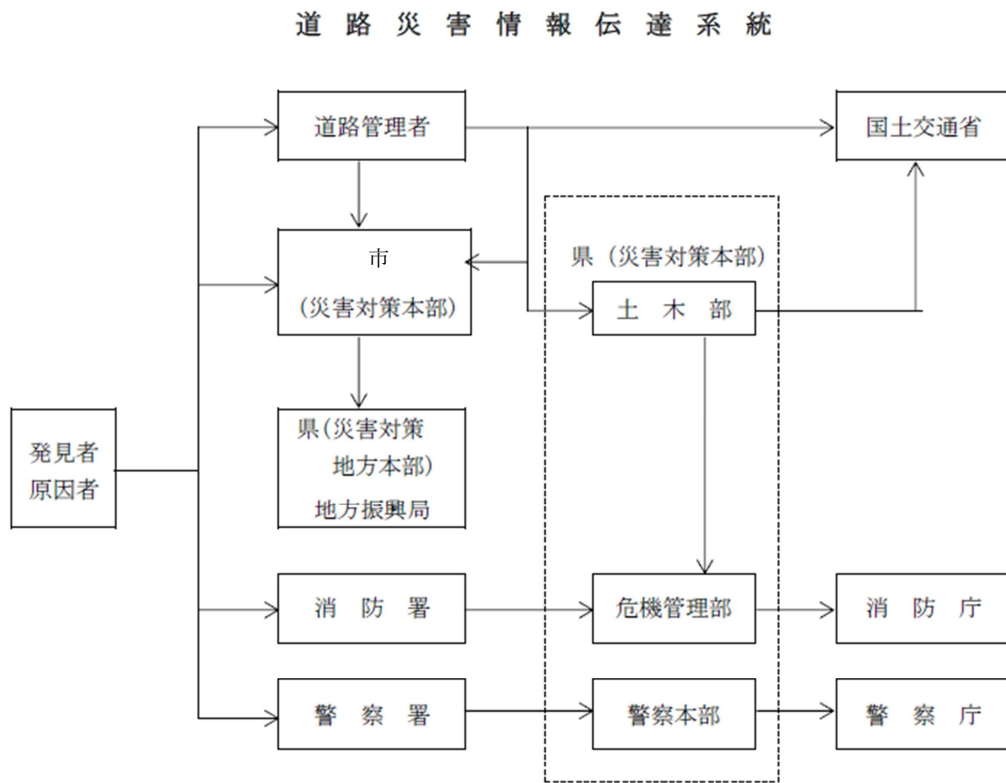 道路災害情報伝達系統
道路管理者
国土交通省
市
(災害対策本部)
県(災害対策本部)
土木部
県(災害対策
地方本部)
地方振興局
発見者
原因者
消防署
危機管理部
消防庁
警察署
警察本部
警察庁